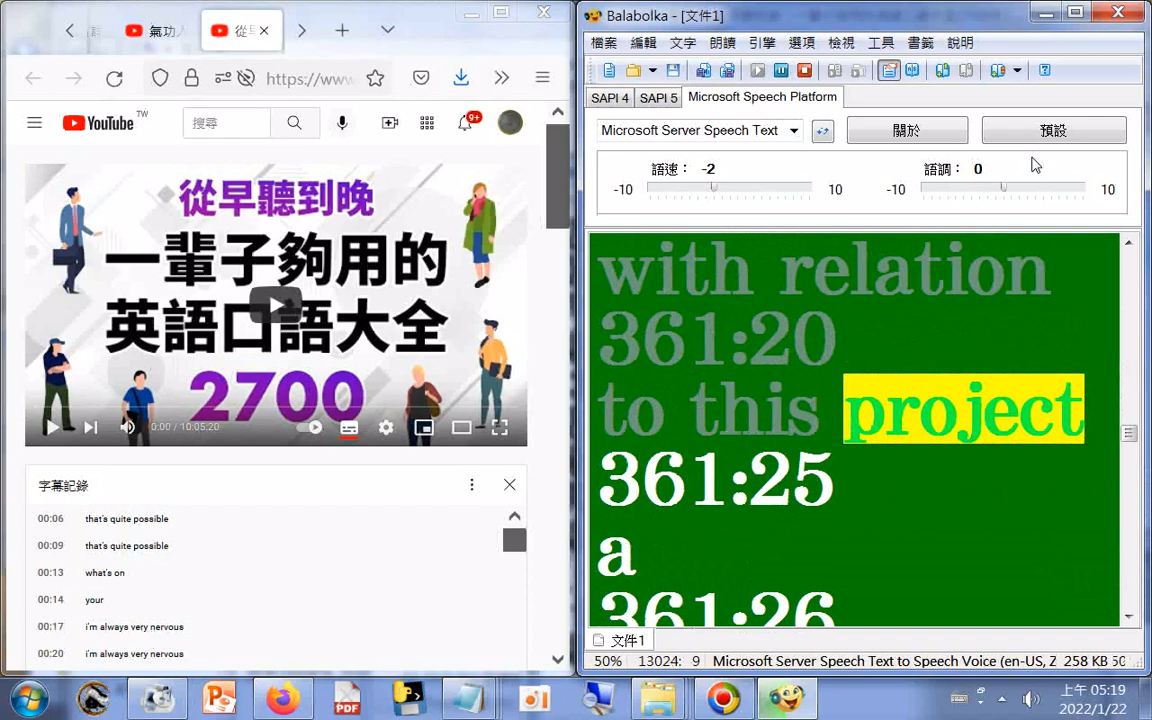 氣功
從
https://www
YouTube TW
搜尋
9+
從早聽到晚
一輩子夠用的
英語口語大全
2700
0:00 / 10:05:20
字幕記錄
00:06 that's quite possible
00:09 that's quite possible
00:13 what's on
00:14 your
00:17 i'm always very nervous
00:20 i'm always very nervous
Balabolka - [文件1]
檔案 編輯 文字 朗讀 引擎 選項 檢視 工具 書籤 說明
SAPI 4 SAPI 5 Microsoft Speech Platform
Microsoft Server Speech Text 關於 預設
語速： -2 語調： 0
-10 10 -10 10
with relation
361:20
to this project
361:25
a
361:26
文件1
50% 13024: 9 Microsoft Server Speech Text to Speech Voice (en-US, Z 258 KB
上午 05:19
2022/1/22